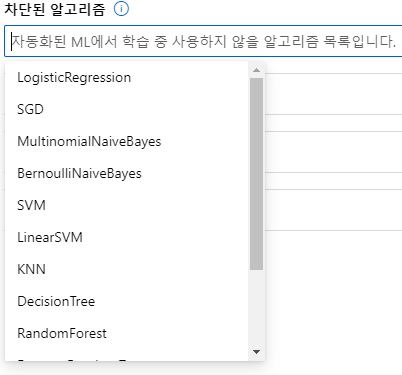 차단된 알고리즘
자동화된 ML에서 학습 중 사용하지 않을 알고리즘 목록입니다.
LogisticRegression
SGD
MultinomialNaiveBayes
BernoulliNaiveBayes
SVM
LinearSVM
KNN
DecisionTree
RandomForest